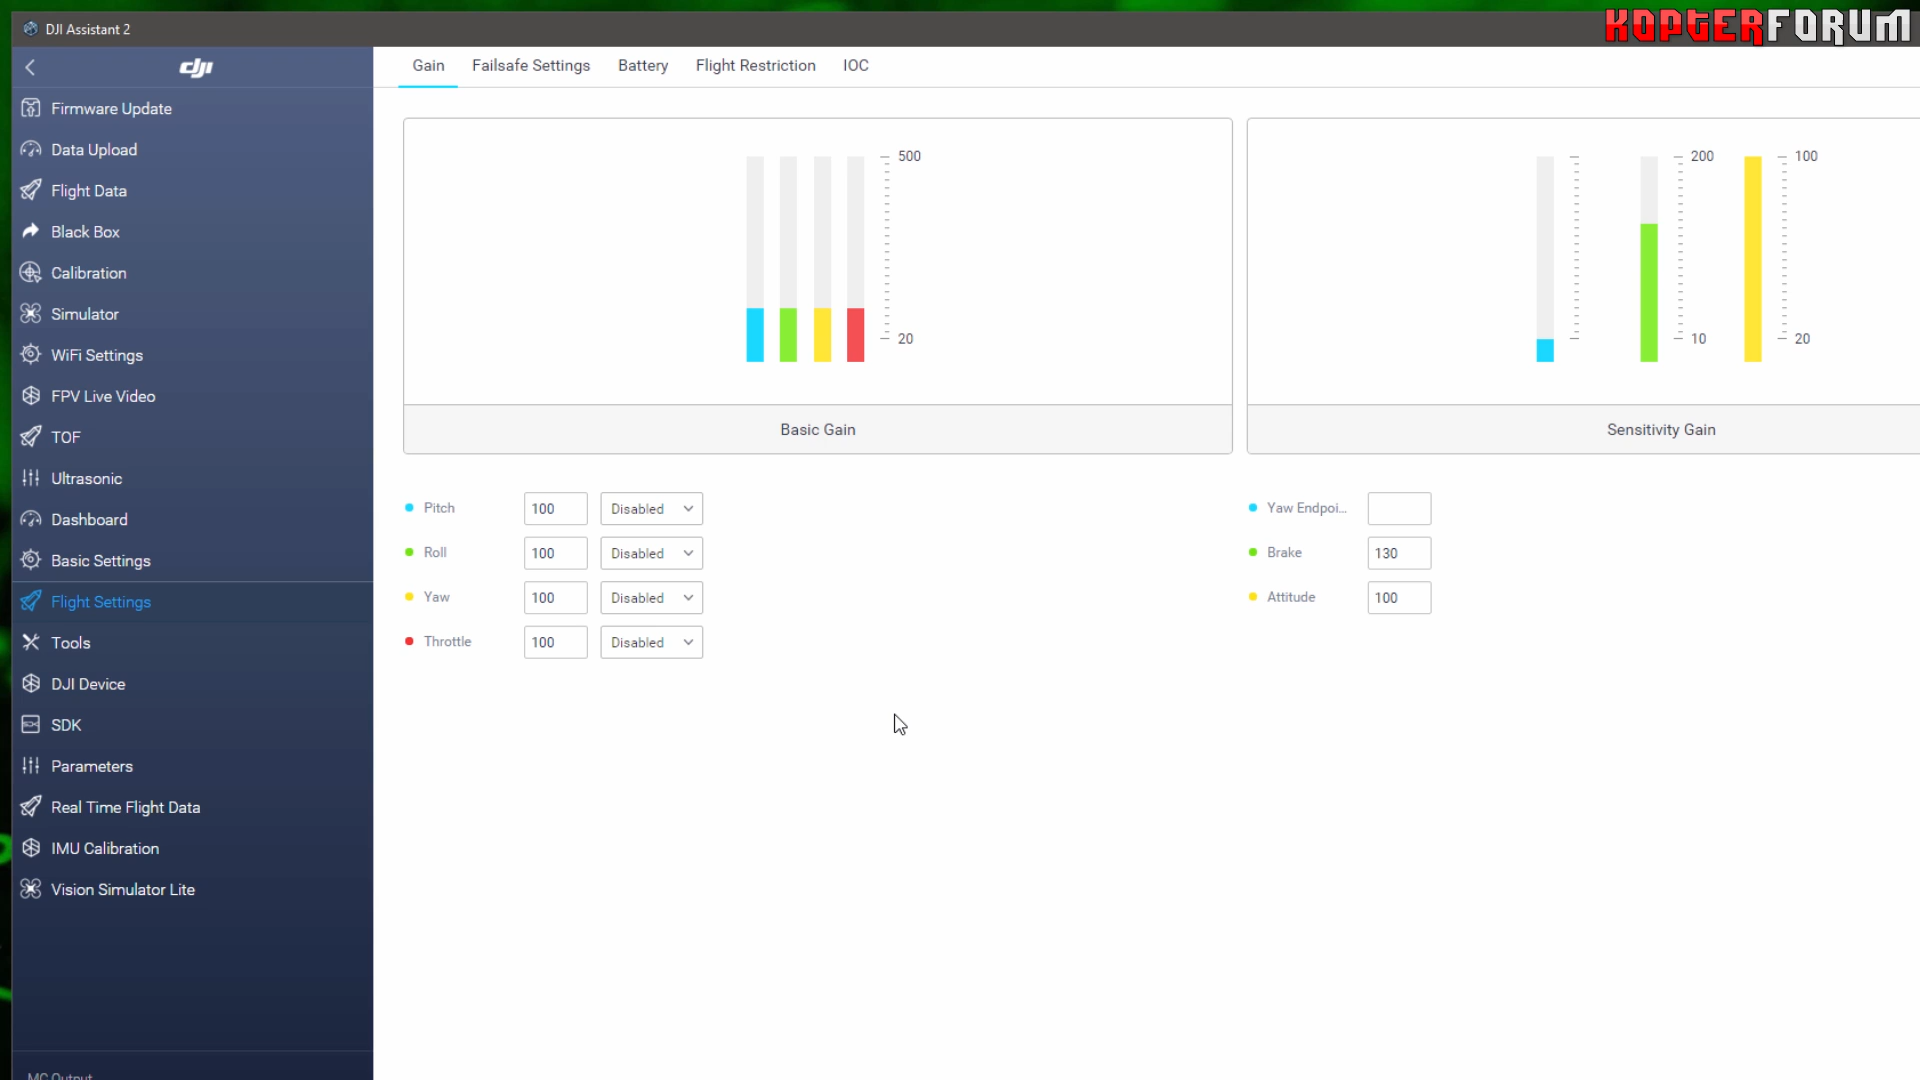 DJI Assistant 2
KOPTERFORUM
dji
Gain
Failsafe Settings
Battery
Flight Restriction
IOC
Firmware Update
Data Upload
Flight Data
Black Box
Calibration
Simulator
WiFi Settings
FPV Live Video
TOF
Ultrasonic
Dashboard
Basic Settings
Flight Settings
Tools
DJI Device
SDK
Parameters
Real Time Flight Data
IMU Calibration
Vision Simulator Lite
MC Output
500
20
Basic Gain
200
10
100
20
Sensitivity Gain
Pitch 100 Disabled
Roll 100 Disabled
Yaw 100 Disabled
Throttle 100 Disabled
Yaw Endpoi...
Brake 130
Attitude 100